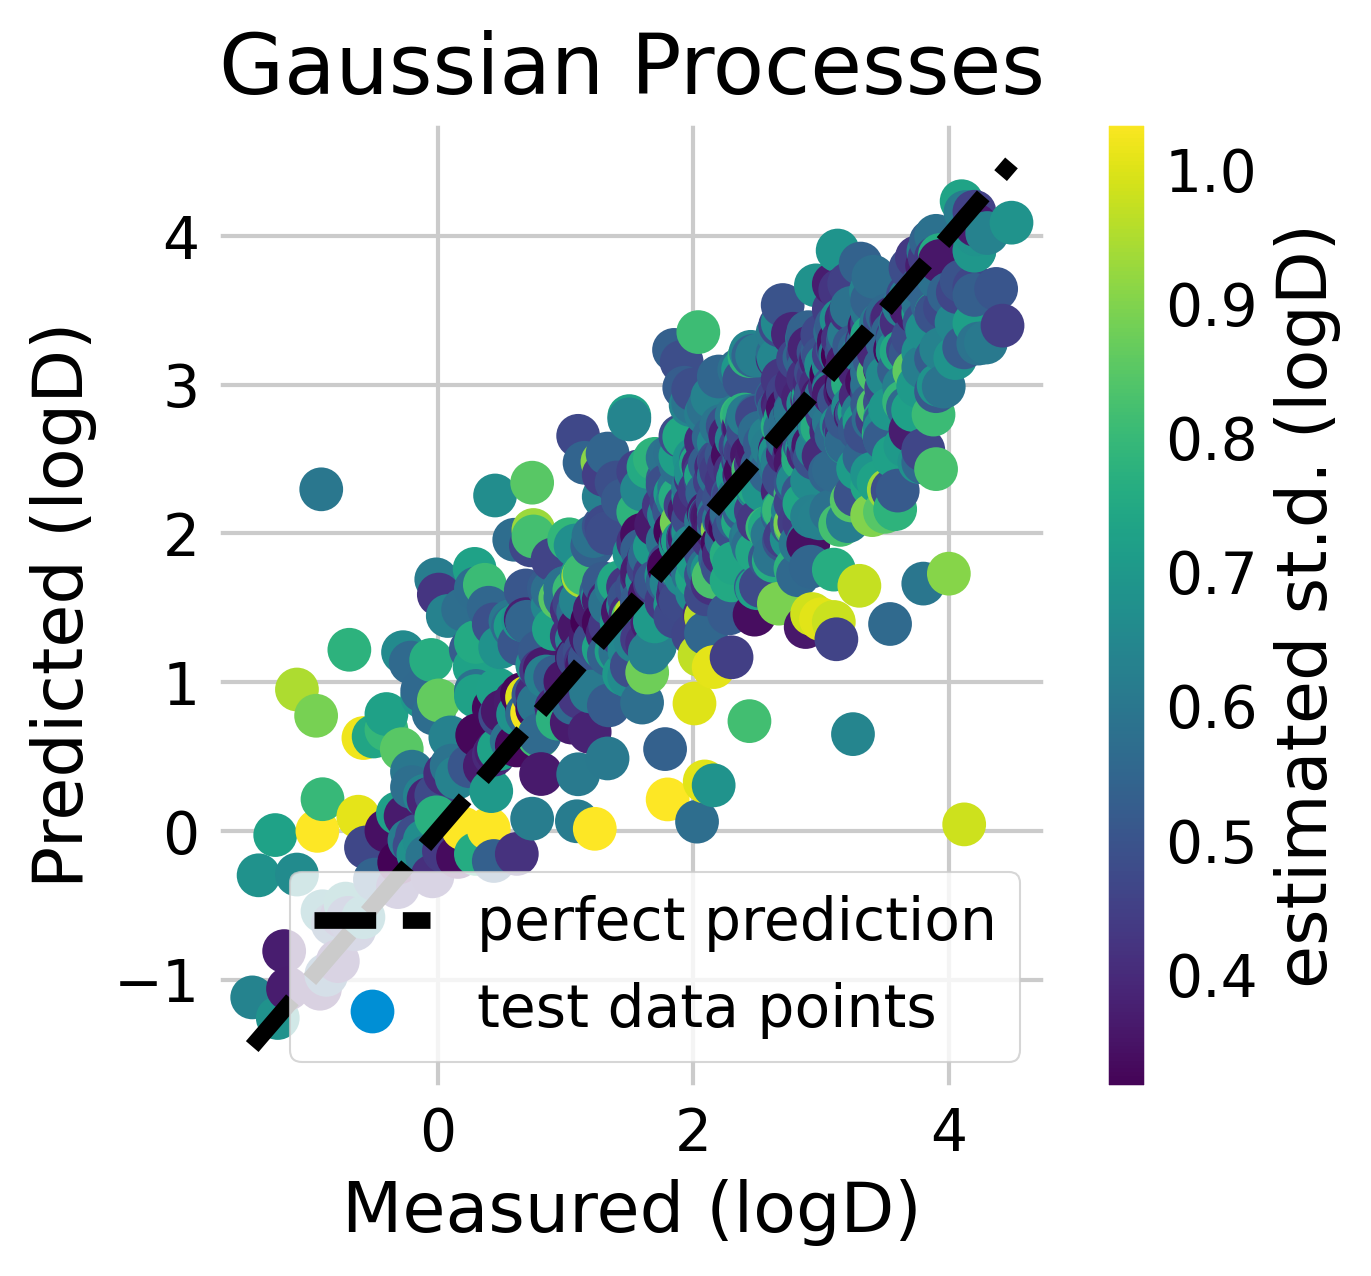 Gaussian Processes
Predicted (logD)
4
3
2
1
0
−1
0
2
4
Measured (logD)
perfect prediction
test data points
1.0
0.9
0.8
0.7
0.6
0.5
0.4
estimated st.d. (logD)